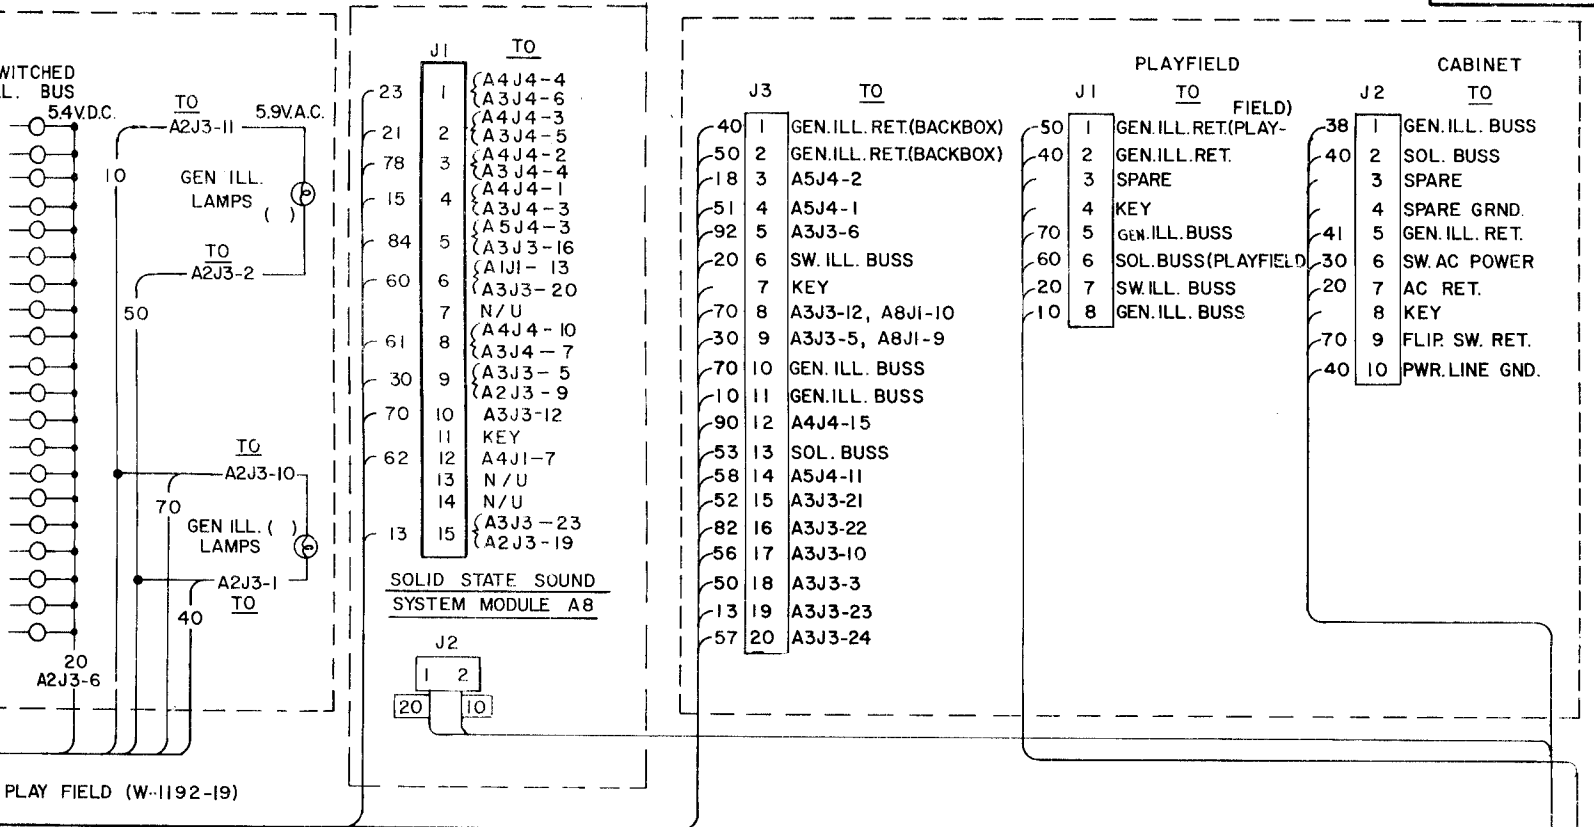 WITCHED
L. BUS
5.4V.D.C.
TO
5.9V.A.C.
A2J3-11
10
GEN ILL.
LAMPS
( )
TO
A2J3-2
50
TO
A2J3-10
70
GEN ILL. ( )
LAMPS
A2J3-1
TO
40
20
A2J3-6
PLAY FIELD (W-1192-19)
J1 TO
23 1 A4J4-4
A3J4-6
21 2 A4J4-3
A3J4-5
78 3 A4J4-2
A3J4-4
15 4 A4J4-1
A3J4-3
84 5 A5J4-3
A3J3-16
60 6 A1J1-13
A3J3-20
7 N/U
61 8 A4J4-10
A3J4-7
30 9 A3J3-5
A2J3-9
70 10 A3J3-12
11 KEY
62 12 A4J1-7
13 N/U
14 N/U
13 15 A3J3-23
A2J3-19
SOLID STATE SOUND
SYSTEM MODULE A8
J2
1 2
20 10
J3 TO
40 1 GEN.ILL.RET.(BACKBOX)
50 2 GEN.ILL.RET.(BACKBOX)
18 3 A5J4-2
51 4 A5J4-1
92 5 A3J3-6
20 6 SW. ILL. BUSS
7 KEY
70 8 A3J3-12, A8J1-10
30 9 A3J3-5, A8J1-9
70 10 GEN. ILL. BUSS
10 11 GEN.ILL. BUSS
90 12 A4J4-15
53 13 SOL. BUSS
58 14 A5J4-11
52 15 A3J3-21
82 16 A3J3-22
56 17 A3J3-10
50 18 A3J3-3
13 19 A3J3-23
57 20 A3J3-24
PLAYFIELD
J1 TO
FIELD)
50 1 GEN.ILL.RET.(PLAY-
40 2 GEN.ILL.RET.
3 SPARE
4 KEY
70 5 GEN.ILL.BUSS
60 6 SOL.BUSS(PLAYFIELD
20 7 SW.ILL. BUSS
10 8 GEN.ILL. BUSS
CABINET
J2 TO
38 1 GEN.ILL. BUSS
40 2 SOL. BUSS
3 SPARE
4 SPARE GRND.
41 5 GEN.ILL. RET.
30 6 SW.AC POWER
20 7 AC RET.
8 KEY
70 9 FLIP. SW. RET.
40 10 PWR.LINE GND.